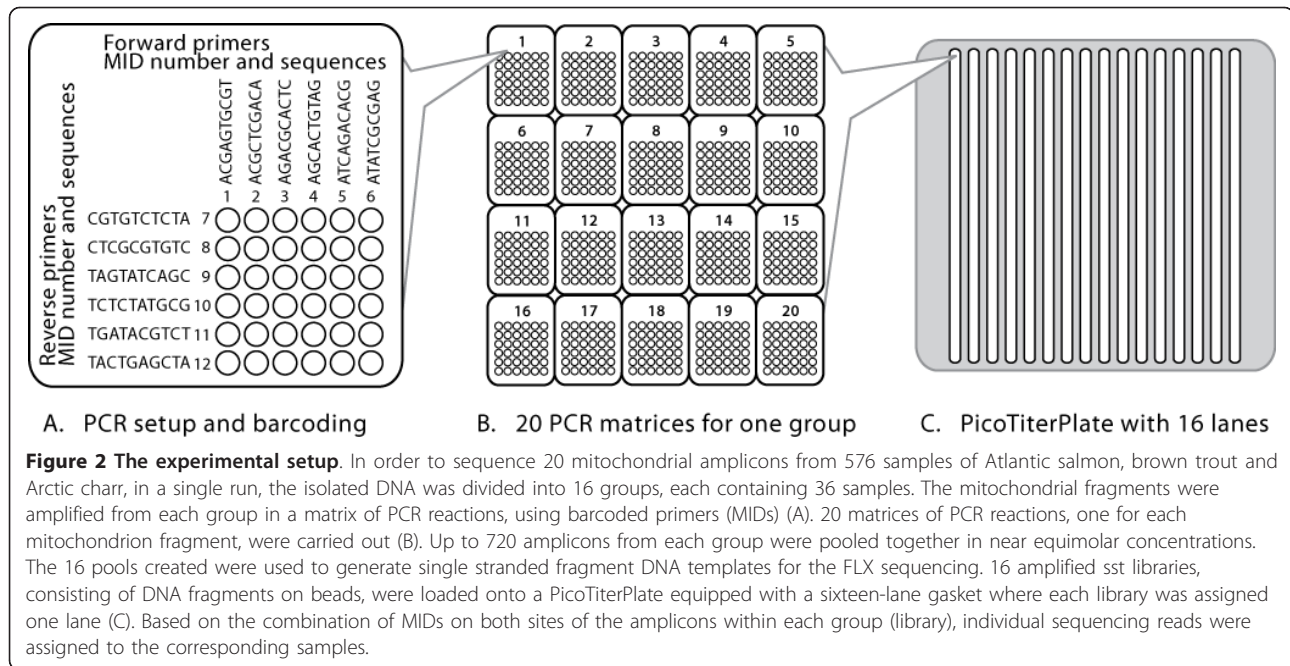 Forward primers
MID number and sequences
ACGAGTGCGT
ACGCTCGACA
AGACGCACTC
AGCACTGTAG
ATCAGACACG
ATATCGCGAG
1 2 3 4 5 6
Reverse primers
MID number and sequences
CGTGTCTCTA 7
CTCGCGTGTC 8
TAGTATCAGC 9
TCTCTATGCG 10
TGATACGTCT 11
TACTGAGCTA 12
1 2 3 4 5
6 7 8 9 10
11 12 13 14 15
16 17 18 19 20
A. PCR setup and barcoding
B. 20 PCR matrices for one group
C. PicoTiterPlate with 16 lanes
Figure 2 The experimental setup. In order to sequence 20 mitochondrial amplicons from 576 samples of Atlantic salmon, brown trout and
Arctic charr, in a single run, the isolated DNA was divided into 16 groups, each containing 36 samples. The mitochondrial fragments were
amplified from each group in a matrix of PCR reactions, using barcoded primers (MIDs) (A). 20 matrices of PCR reactions, one for each
mitochondrion fragment, were carried out (B). Up to 720 amplicons from each group were pooled together in near equimolar concentrations.
The 16 pools created were used to generate single stranded fragment DNA templates for the FLX sequencing. 16 amplified sst libraries,
consisting of DNA fragments on beads, were loaded onto a PicoTiterPlate equipped with a sixteen-lane gasket where each library was assigned
one lane (C). Based on the combination of MIDs on both sites of the amplicons within each group (library), individual sequencing reads were
assigned to the corresponding samples.